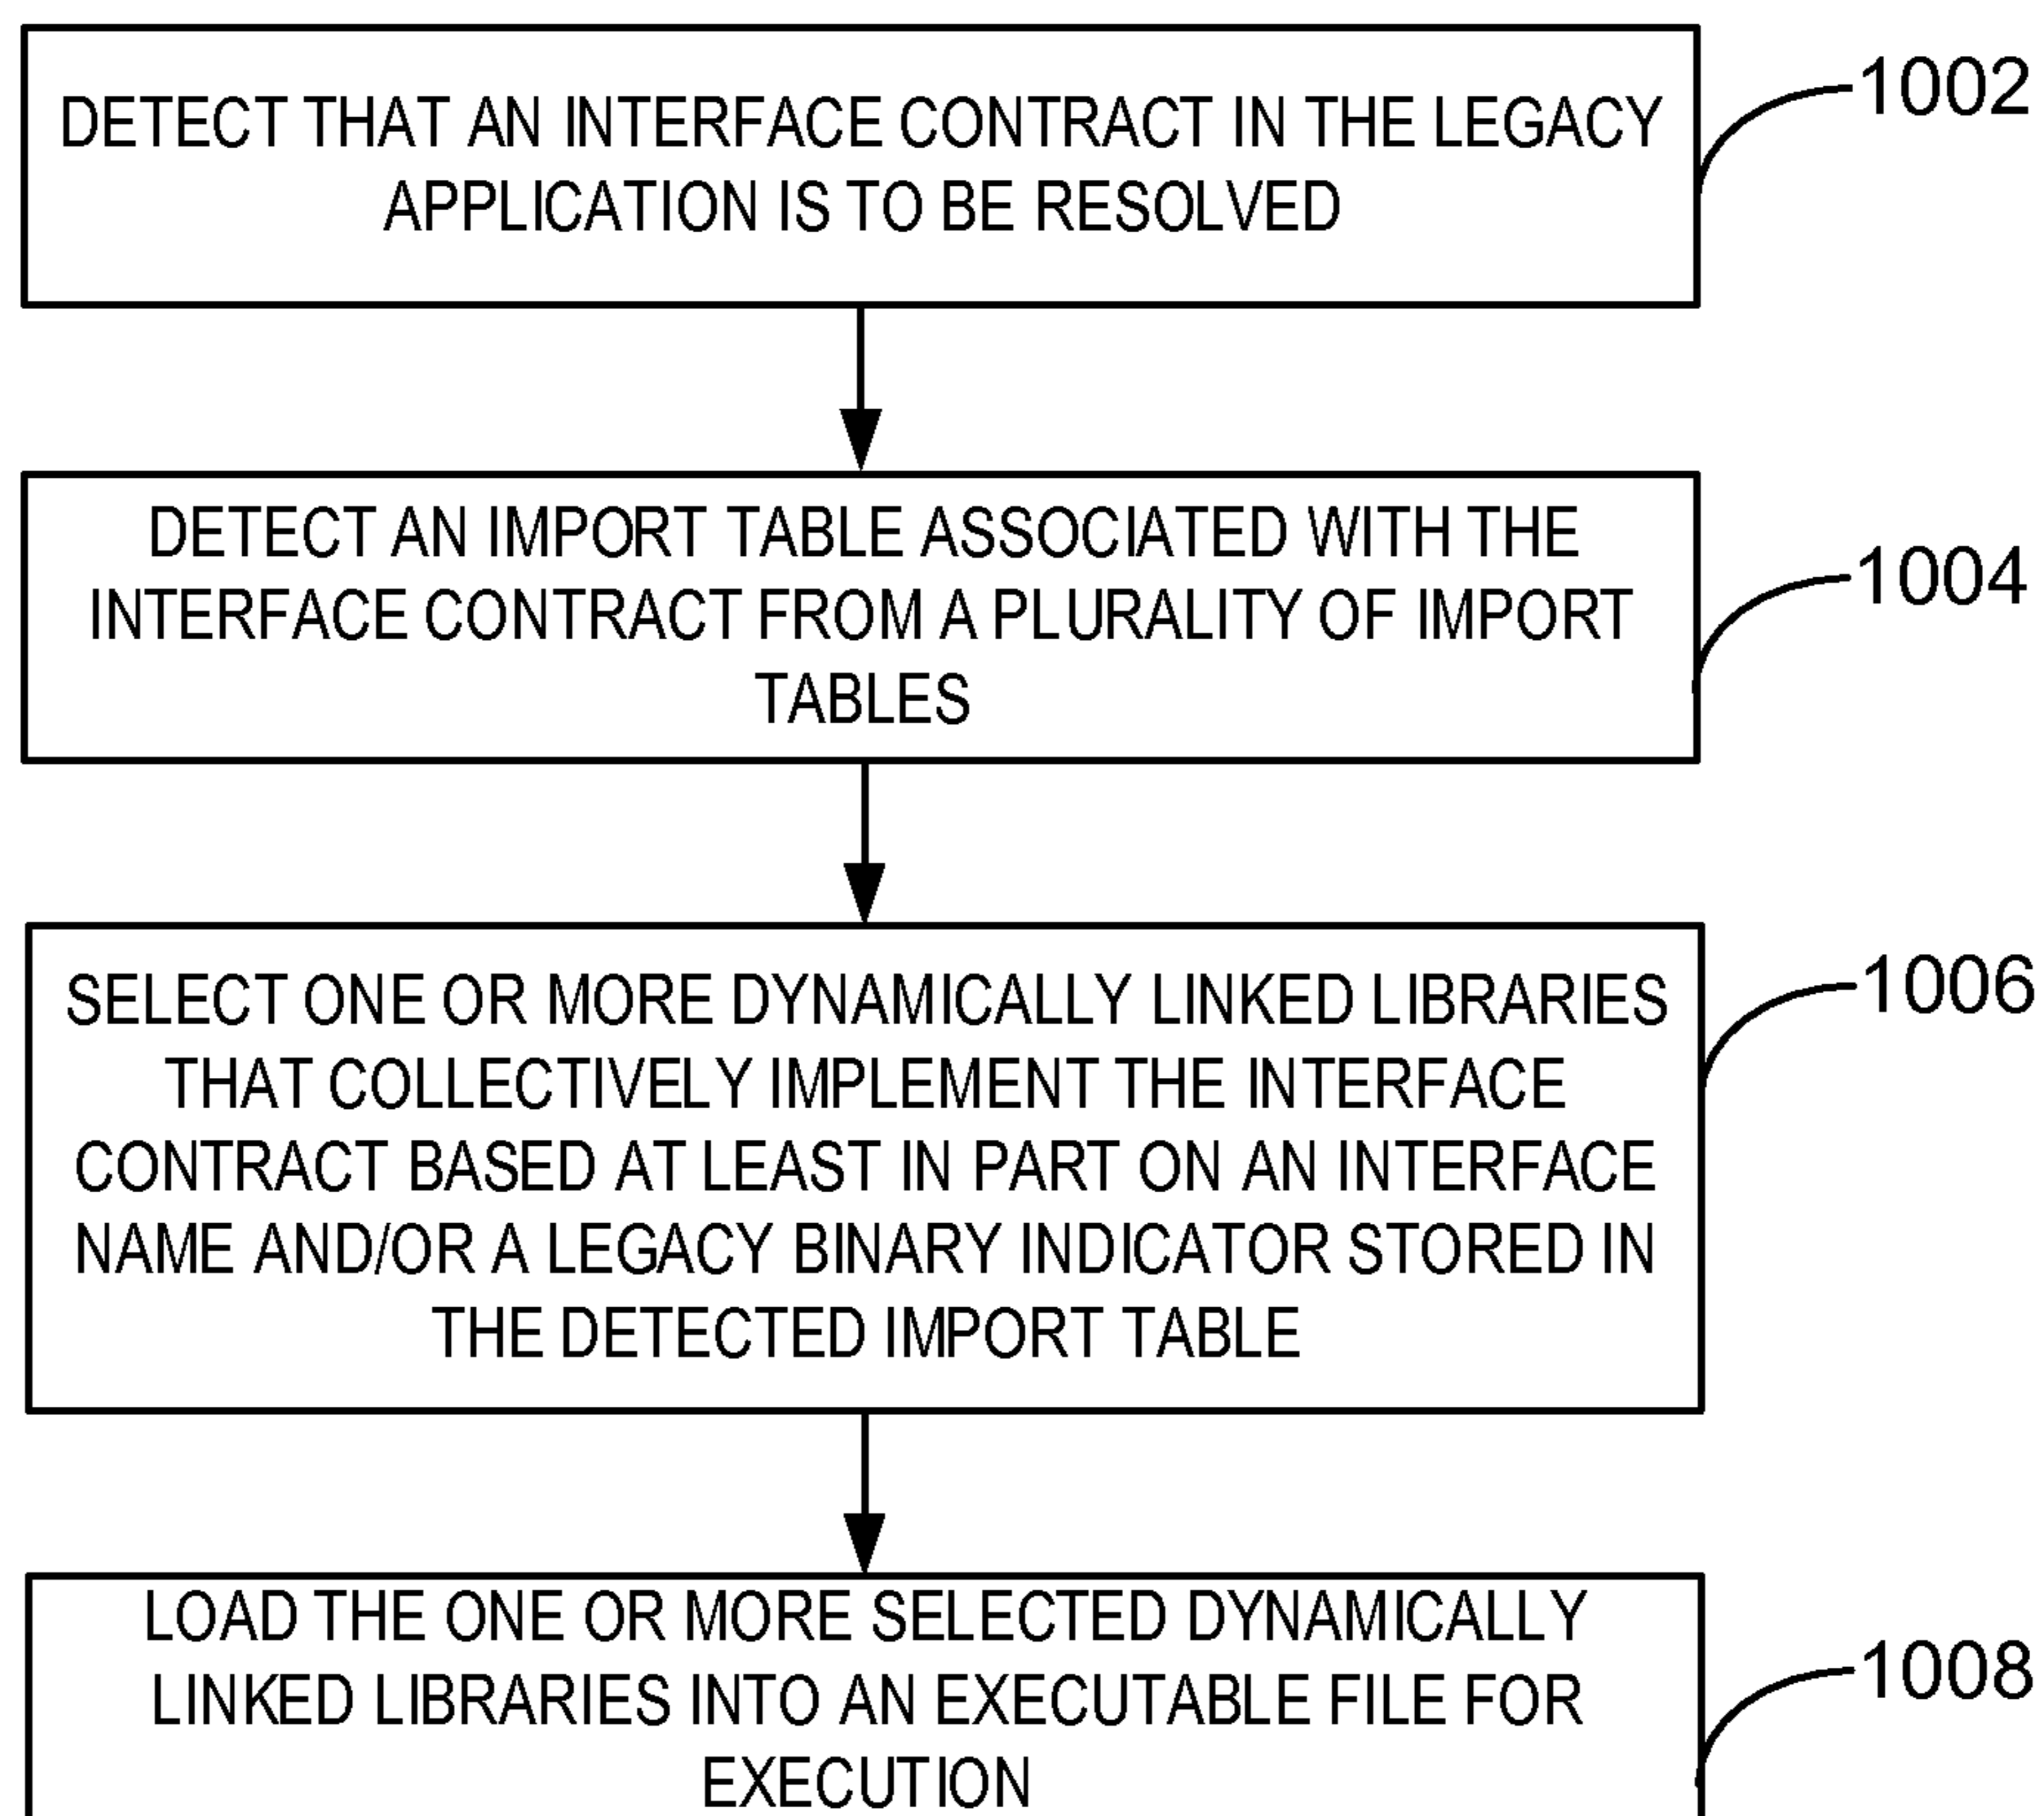 DETECT THAT AN INTERFACE CONTRACT IN THE LEGACY
APPLICATION IS TO BE RESOLVED
1002
DETECT AN IMPORT TABLE ASSOCIATED WITH THE
INTERFACE CONTRACT FROM A PLURALITY OF IMPORT
TABLES
1004
SELECT ONE OR MORE DYNAMICALLY LINKED LIBRARIES
THAT COLLECTIVELY IMPLEMENT THE INTERFACE
CONTRACT BASED AT LEAST IN PART ON AN INTERFACE
NAME AND/OR A LEGACY BINARY INDICATOR STORED IN
THE DETECTED IMPORT TABLE
1006
LOAD THE ONE OR MORE SELECTED DYNAMICALLY
LINKED LIBRARIES INTO AN EXECUTABLE FILE FOR
EXECUTION
1008